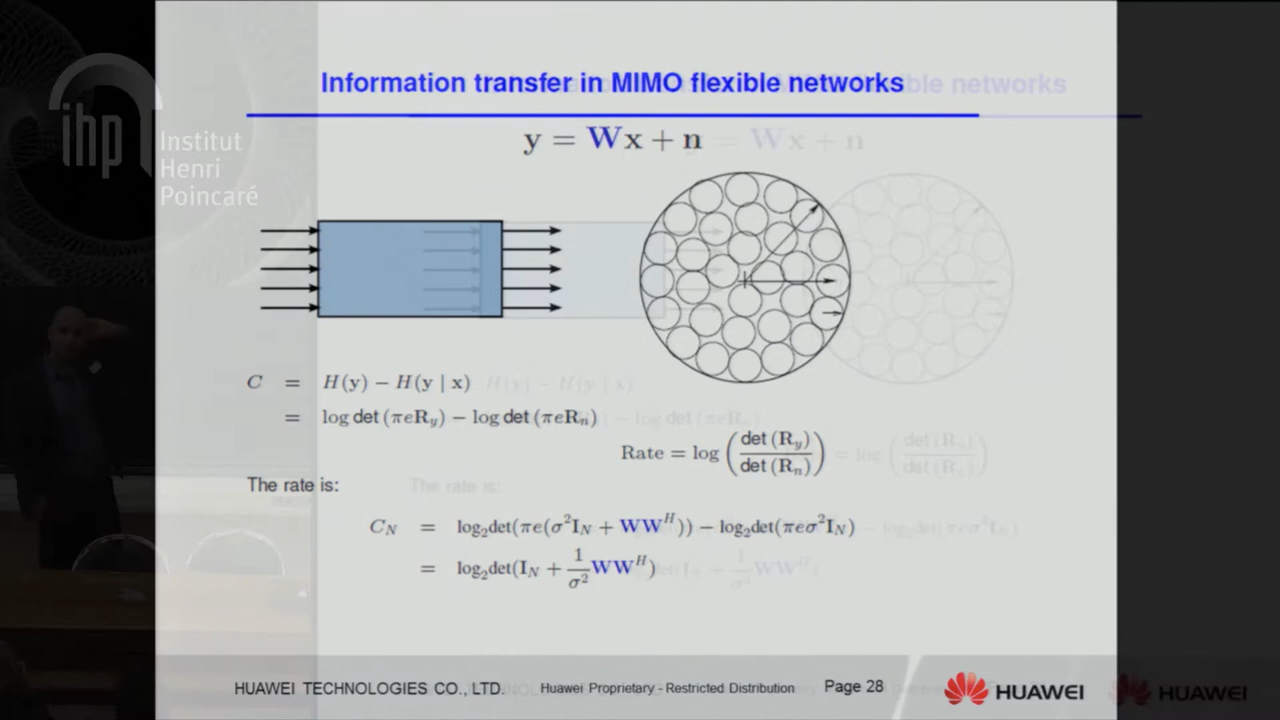 Information transfer in MIMO flexible networks
y = Wx + n
ihp Institut
Henri
Poincaré
C = H(y) − H(y | x)
= log det (πeR_y) − log det (πeR_n)
Rate = log ( det (R_y) / det (R_n) )
The rate is:
C_N = log₂det(πe(σ²I_N + WW^H)) − log₂det(πeσ²I_N)
= log₂det(I_N + 1/σ² WW^H)
HUAWEI TECHNOLOGIES CO., LTD. Huawei Proprietary - Restricted Distribution Page 28 HUAWEI